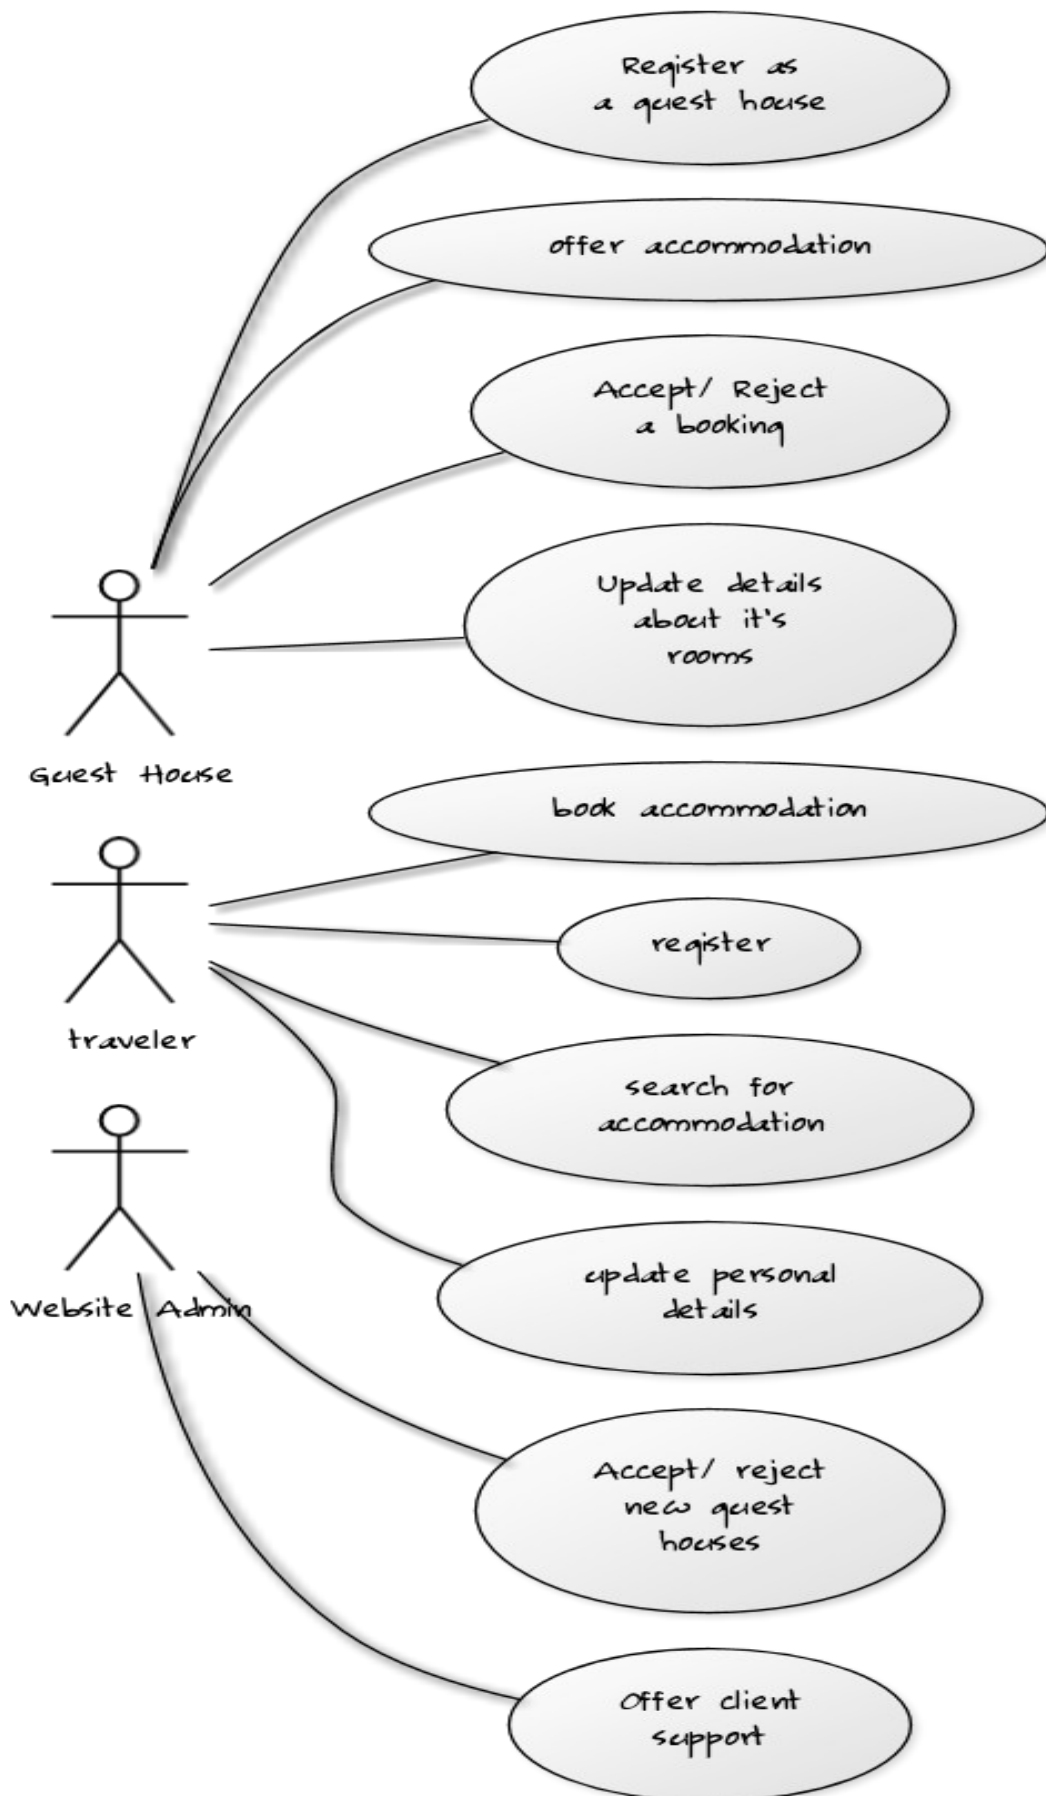 Register as
a guest house
offer accommodation
Accept/ Reject
a booking
Update details
about it's
rooms
Guest House
book accommodation
register
traveler
search for
accommodation
update personal
details
Website Admin
Accept/ reject
new guest
houses
Offer client
support